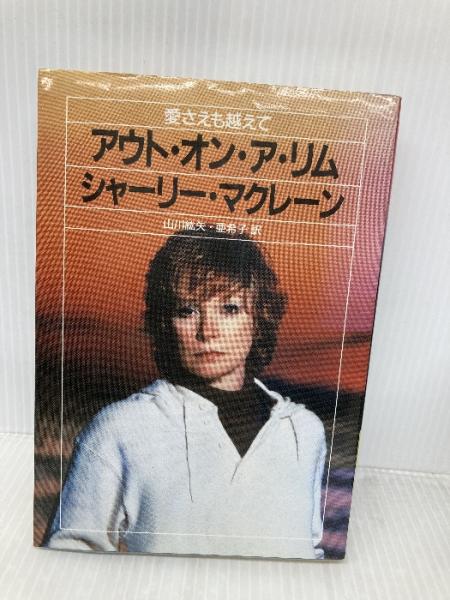 愛さえも越えて
アウト・オン・ア・リム
シャーリー・マクレーン
山川紘矢・亜希子 訳